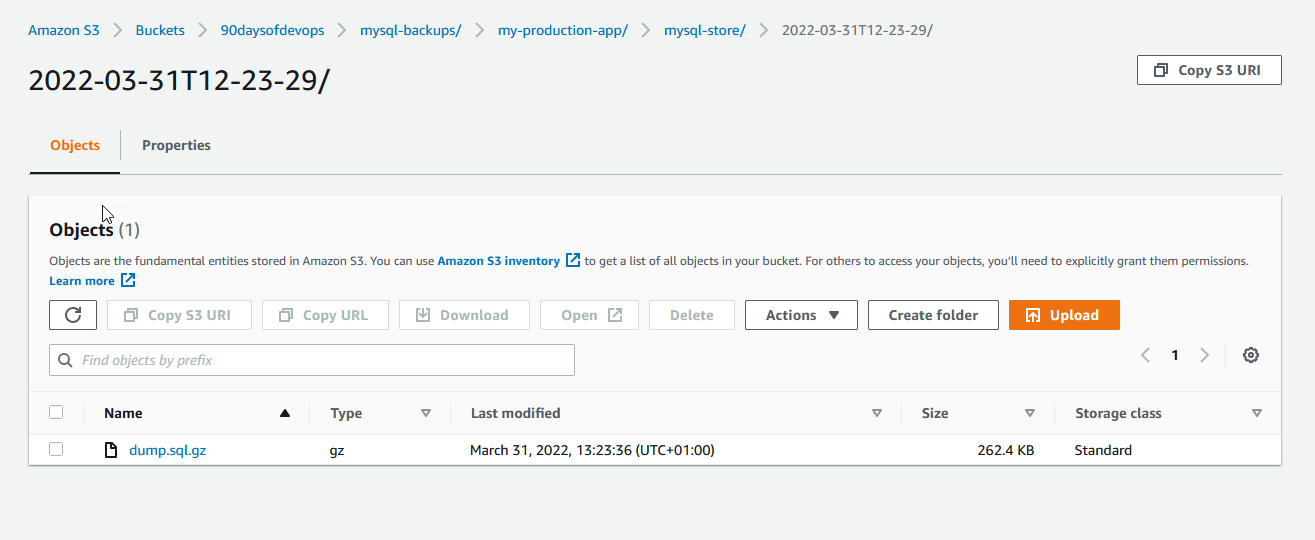 Amazon S3 > Buckets > 90daysofdevops > mysql-backups/ > my-production-app/ > mysql-store/ > 2022-03-31T12-23-29/
2022-03-31T12-23-29/
Copy S3 URI
Objects Properties
Objects (1)
Objects are the fundamental entities stored in Amazon S3. You can use Amazon S3 inventory to get a list of all objects in your bucket. For others to access your objects, you'll need to explicitly grant them permissions.
Learn more
Copy S3 URI Copy URL Download Open Delete Actions Create folder Upload
Find objects by prefix
1
Name Type Last modified Size Storage class
dump.sql.gz gz March 31, 2022, 13:23:36 (UTC+01:00) 262.4 KB Standard